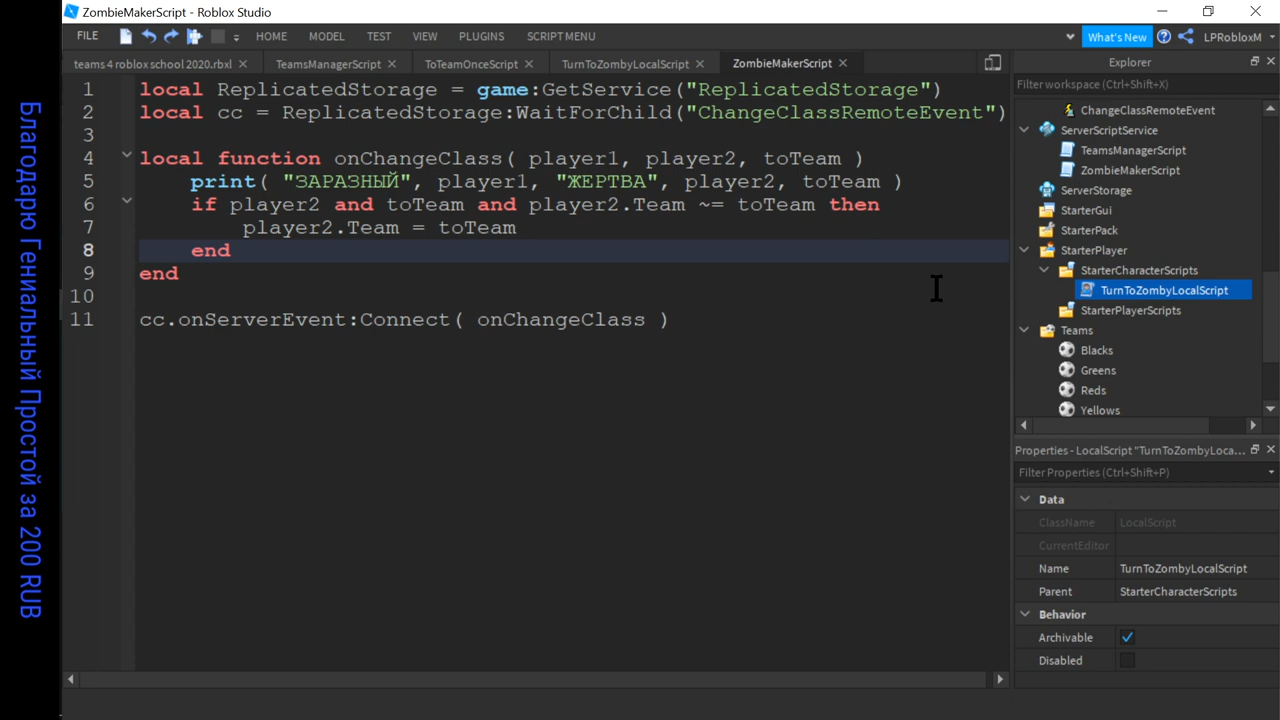 ZombieMakerScript - Roblox Studio
FILE HOME MODEL TEST VIEW PLUGINS SCRIPT MENU What's New LPRobloxM
teams 4 roblox school 2020.rbxl TeamsManagerScript ToTeamOnceScript TurnToZombyLocalScript ZombieMakerScript
1 local ReplicatedStorage = game:GetService("ReplicatedStorage")
2 local cc = ReplicatedStorage:WaitForChild("ChangeClassRemoteEvent")
3
4 local function onChangeClass( player1, player2, toTeam )
5 print( "ЗАРАЗНЫЙ", player1, "ЖЕРТВА", player2, toTeam )
6 if player2 and toTeam and player2.Team ~= toTeam then
7 player2.Team = toTeam
8 end
9 end
10
11 cc.onServerEvent:Connect( onChangeClass )
Explorer
Filter workspace (Ctrl+Shift+X)
ChangeClassRemoteEvent
ServerScriptService
TeamsManagerScript
ZombieMakerScript
ServerStorage
StarterGui
StarterPack
StarterPlayer
StarterCharacterScripts
TurnToZombyLocalScript
StarterPlayerScripts
Teams
Blacks
Greens
Reds
Yellows
Properties - LocalScript "TurnToZombyLoca...
Filter Properties (Ctrl+Shift+P)
Data
ClassName LocalScript
CurrentEditor
Name TurnToZombyLocalScript
Parent StarterCharacterScripts
Behavior
Archivable
Disabled
Благодарю Гениальный Простой за 200 RUB